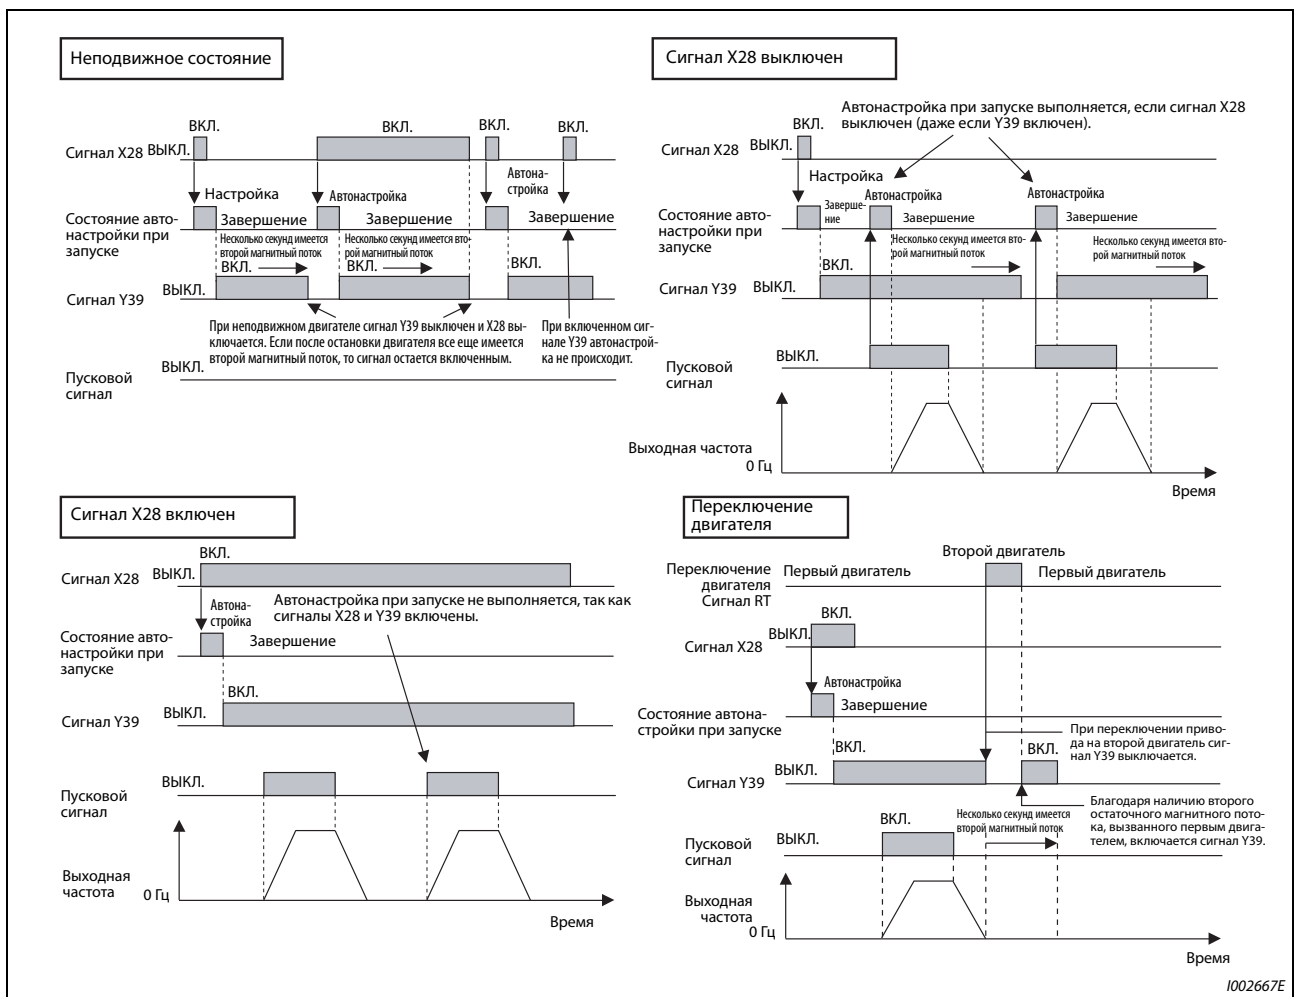 Неподвижное состояние
ВКЛ.
ВКЛ.
ВКЛ.
ВКЛ.
Сигнал X28
ВЫКЛ.
Настройка
Автонастройка
Автона-
стройка
Состояние авто-
настройки при
запуске
Завершение
Завершение
Завершение
Несколько секунд имеется
второй магнитный поток
Несколько секунд имеется вто-
рой магнитный поток
ВКЛ.
ВКЛ.
ВКЛ.
Сигнал Y39
ВЫКЛ.
При неподвижном двигателе сигнал Y39 выключен и X28 вы-
ключается. Если после остановки двигателя все еще имеется
второй магнитный поток, то сигнал остается включенным.
При включенном сиг-
нале Y39 автонастрой-
ка не происходит.
Пусковой
сигнал
ВЫКЛ.
Сигнал X28 выключен
Автонастройка при запуске выполняется, если сигнал X28
выключен (даже если Y39 включен).
ВКЛ.
Сигнал X28
ВЫКЛ.
Настройка
Автонастройка
Автонастройка
Состояние авто-
настройки при
запуске
Заверше-
ние
Завершение
Завершение
Несколько секунд имеется вто-
рой магнитный поток
Несколько секунд имеется вто-
рой магнитный поток
ВКЛ.
Сигнал Y39
ВЫКЛ.
Пусковой
сигнал
ВЫКЛ.
Выходная частота
0 Гц
Время
Сигнал X28 включен
ВКЛ.
Сигнал X28
ВЫКЛ.
Автона-
стройка
Автонастройка при запуске не выполняется, так как
сигналы X28 и Y39 включены.
Состояние авто-
настройки при
запуске
Завершение
ВКЛ.
Сигнал Y39
ВЫКЛ.
Пусковой
сигнал
ВЫКЛ.
Выходная
частота
0 Гц
Время
Переключение
двигателя
Второй двигатель
Переключение
двигателя
Сигнал RT
Первый двигатель
Первый двигатель
ВКЛ.
Сигнал X28
ВЫКЛ.
Автонастройка
Состояние автона-
стройки при запуске
Завершение
При переключении приво-
да на второй двигатель сиг-
нал Y39 выключается.
ВКЛ.
ВКЛ.
Сигнал Y39
ВЫКЛ.
Благодаря наличию второго
остаточного магнитного пото-
ка, вызванного первым двига-
телем, включается сигнал Y39.
Несколько секунд имеется
второй магнитный поток
ВКЛ.
Пусковой
сигнал
ВЫКЛ.
Выходная
частота
0 Гц
Время
I002667E